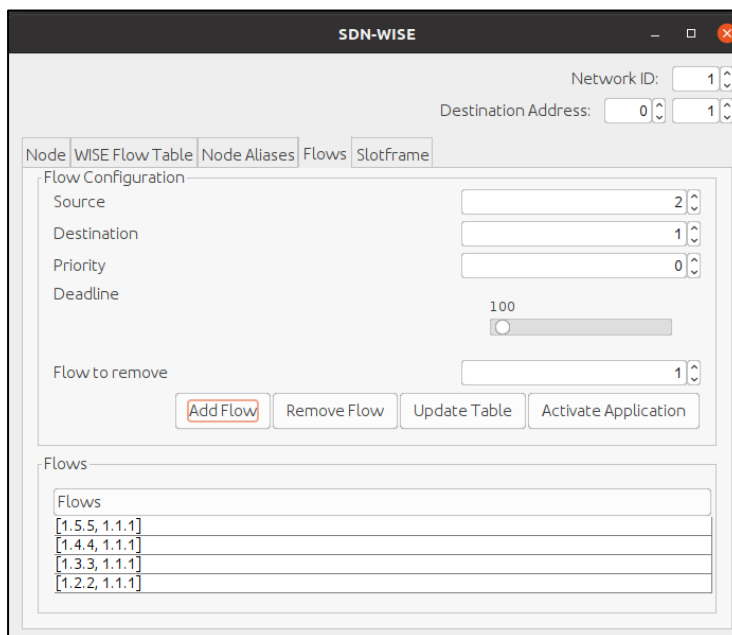 SDN-WISE
Network ID: 1
Destination Address: 0 1
Node WISE Flow Table Node Aliases Flows Slotframe
Flow Configuration
Source 2
Destination 1
Priority 0
Deadline
100
Flow to remove 1
Add Flow Remove Flow Update Table Activate Application
Flows
Flows
[1.5.5, 1.1.1]
[1.4.4, 1.1.1]
[1.3.3, 1.1.1]
[1.2.2, 1.1.1]